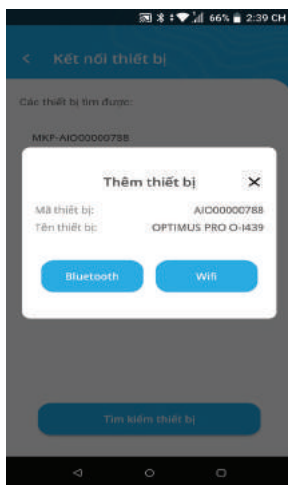 66% 2:39 CH
< Kết nối thiết bị
Các thiết bị tìm được:
MKP-AIO00000788
Thêm thiết bị ×
Mã thiết bị: AIO00000788
Tên thiết bị: OPTIMUS PRO O-I439
Bluetooth Wifi
Tìm kiếm thiết bị